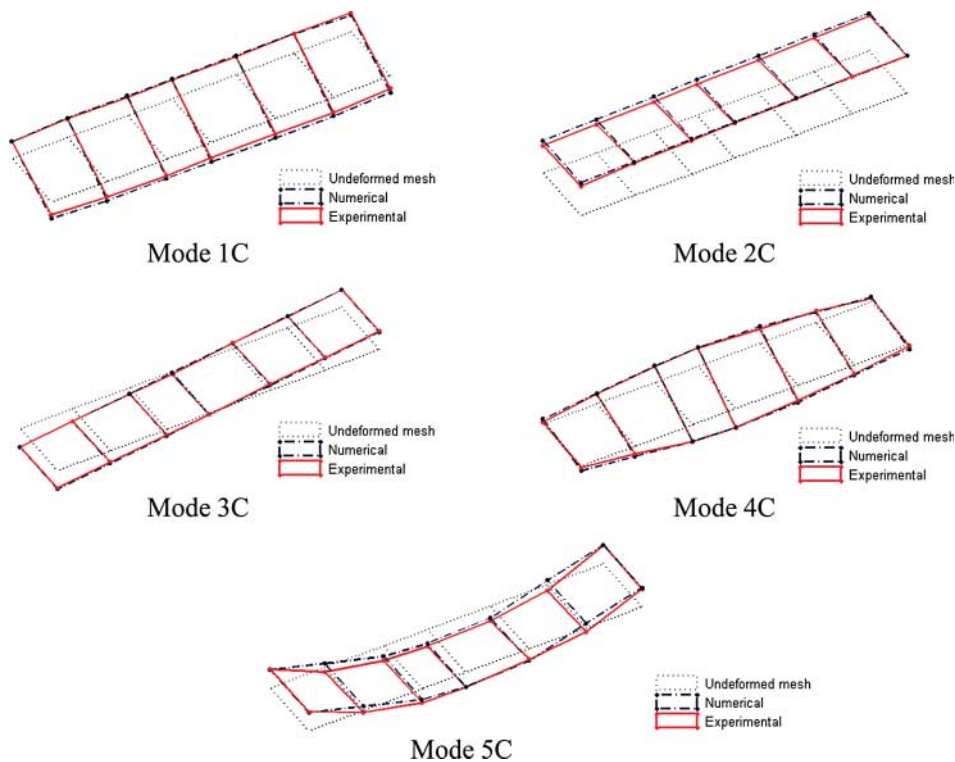 Undeformed mesh
Numerical
Experimental
Mode 1C
Undeformed mesh
Numerical
Experimental
Mode 2C
Undeformed mesh
Numerical
Experimental
Mode 3C
Undeformed mesh
Numerical
Experimental
Mode 4C
Undeformed mesh
Numerical
Experimental
Mode 5C